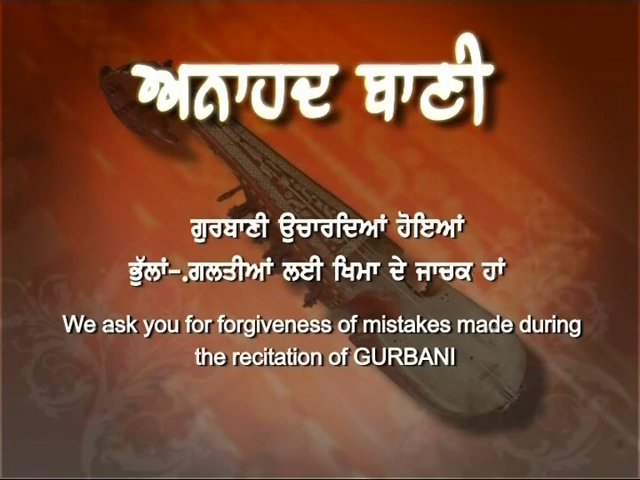 ਅਨਾਹਦ ਬਾਣੀ
ਗੁਰਬਾਣੀ ਉਚਾਰਦਿਆਂ ਹੋਇਆਂ
ਭੁੱਲਾਂ-.ਗਲਤੀਆਂ ਲਈ ਖਿਮਾ ਦੇ ਜਾਚਕ ਹਾਂ
We ask you for forgiveness of mistakes made during
the recitation of GURBANI